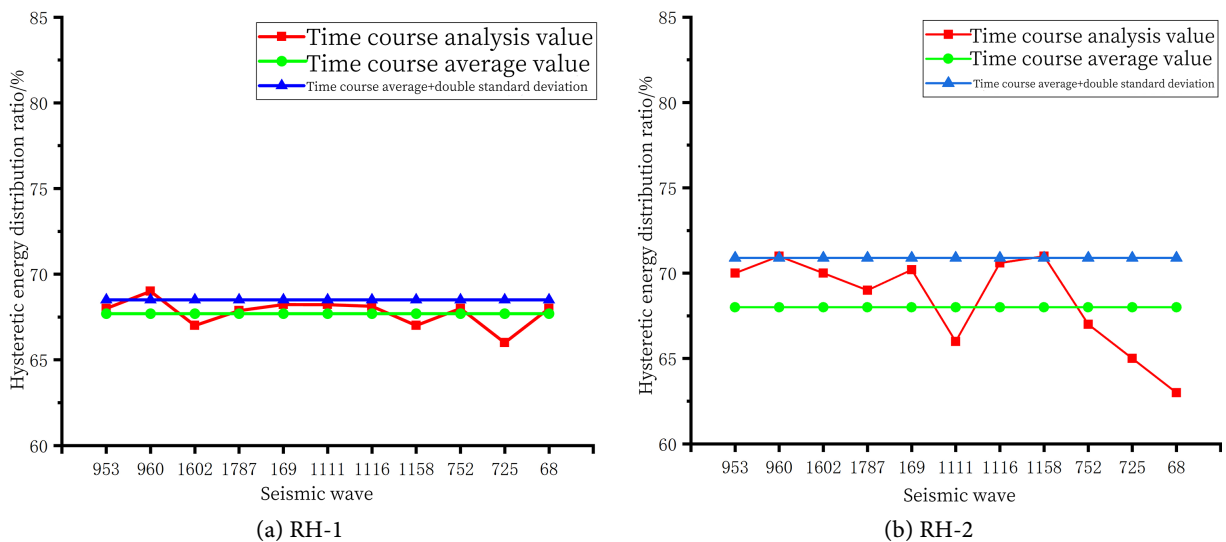 85
80
75
70
65
60
Hysteretic energy distribution ratio/%
Time course analysis value
Time course average value
Time course average+double standard deviation
953 960 1602 1787 169 1111 1116 1158 752 725 68
Seismic wave
(a) RH-1
85
80
75
70
65
60
Hysteretic energy distribution ratio/%
Time course analysis value
Time course average value
Time course average+double standard deviation
953 960 1602 1787 169 1111 1116 1158 752 725 68
Seismic wave
(b) RH-2